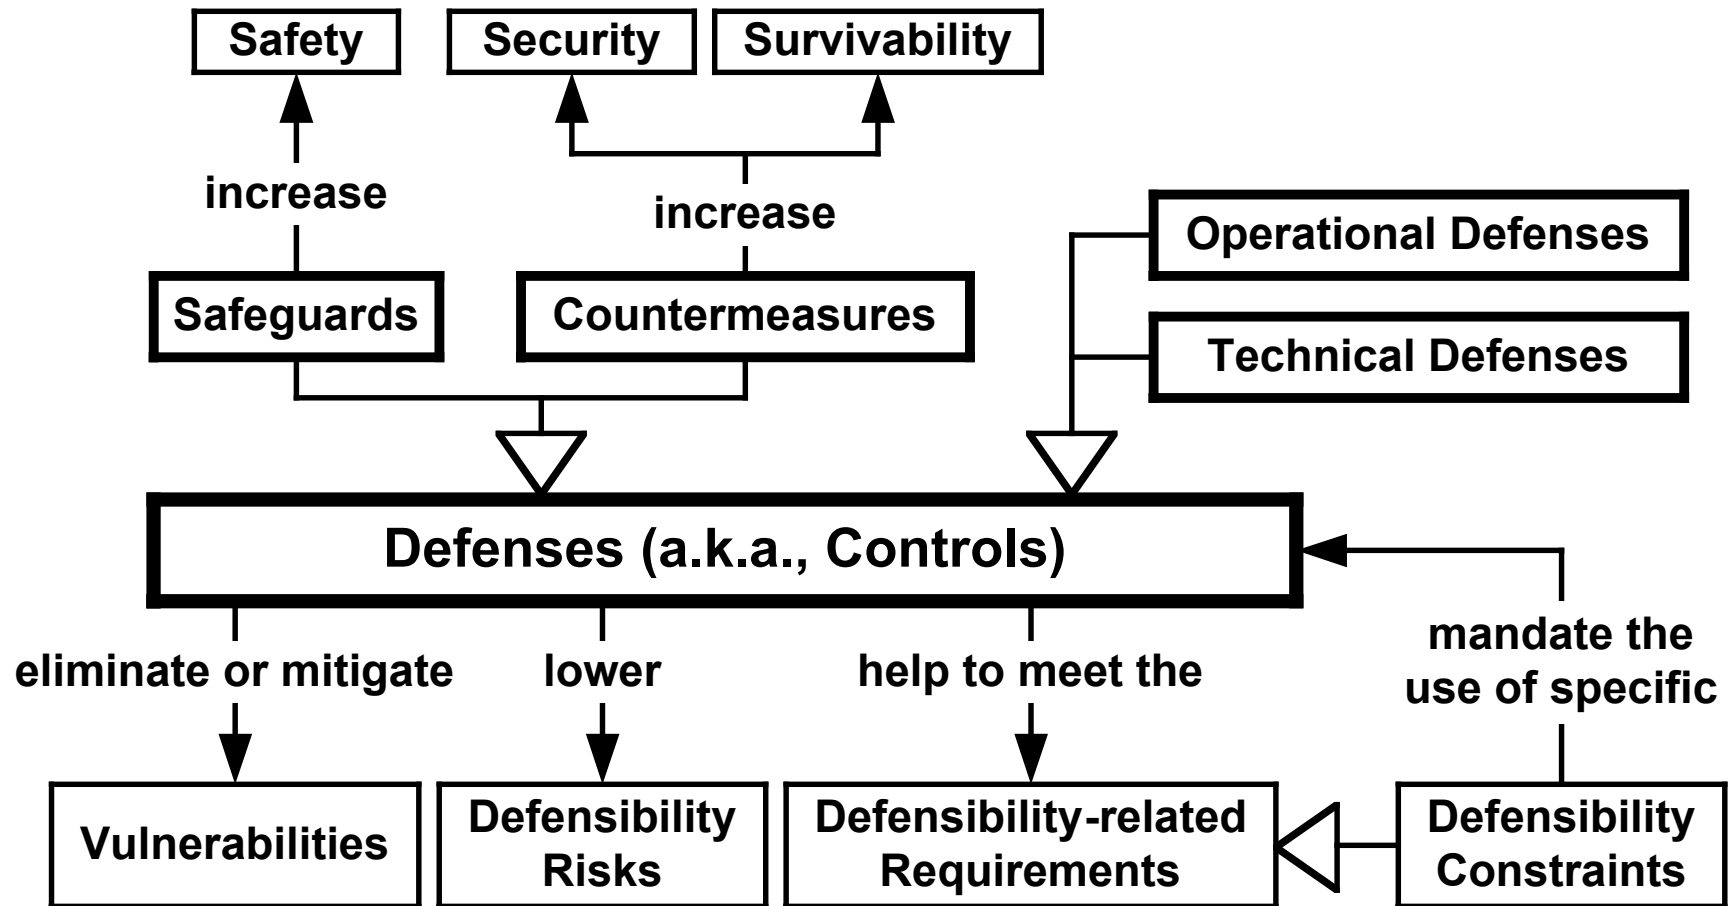 Safety
Security
Survivability
increase
increase
Operational Defenses
Safeguards
Countermeasures
Technical Defenses
Defenses (a.k.a., Controls)
eliminate or mitigate
lower
help to meet the
mandate the
use of specific
Vulnerabilities
Defensibility
Risks
Defensibility-related
Requirements
Defensibility
Constraints